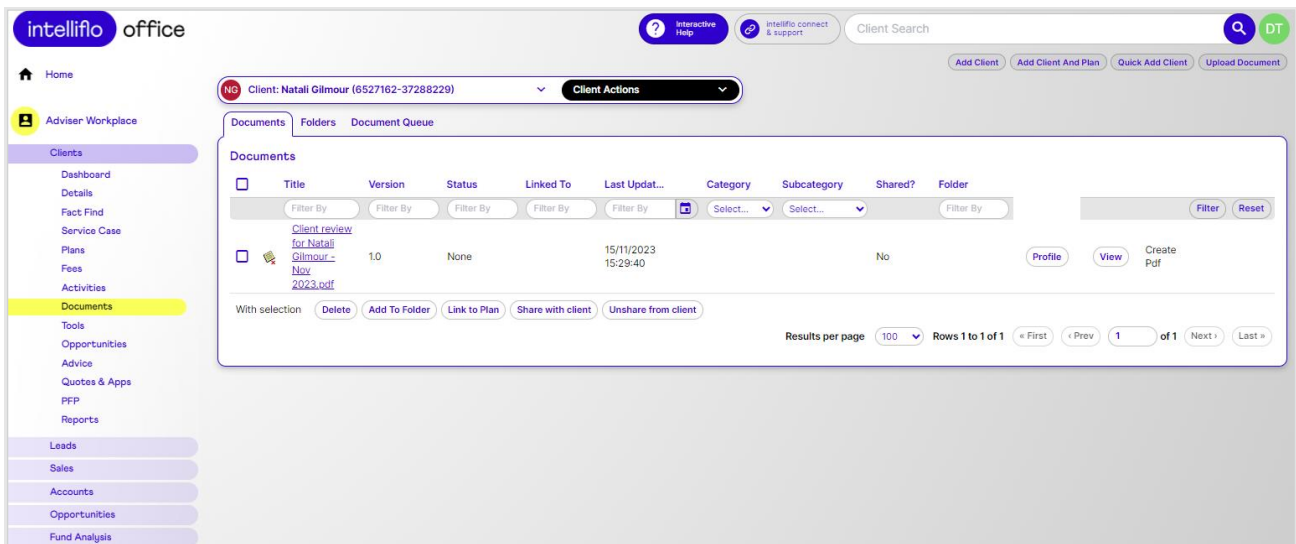 intelliflo office
Interactive Help
intelliflo connect & support
Client Search
DT
Add Client
Add Client And Plan
Quick Add Client
Upload Document
Home
NG Client: Natali Gilmour (6527162-37288229)
Client Actions
Adviser Workplace
Documents Folders Document Queue
Clients
Dashboard
Details
Fact Find
Service Case
Plans
Fees
Activities
Documents
Tools
Opportunities
Advice
Quotes & Apps
PFP
Reports
Leads
Sales
Accounts
Opportunities
Fund Analysis
Documents
Title Version Status Linked To Last Updat... Category Subcategory Shared? Folder
Filter By Filter By Filter By Filter By Filter By Select... Select... Filter By Filter Reset
Client review
for Natali
Gilmour -
Nov
2023.pdf
1.0
None
15/11/2023
15:29:40
No
Profile
View
Create
Pdf
With selection Delete Add To Folder Link to Plan Share with client Unshare from client
Results per page 100 Rows 1 to 1 of 1 « First ‹ Prev 1 of 1 Next › Last »